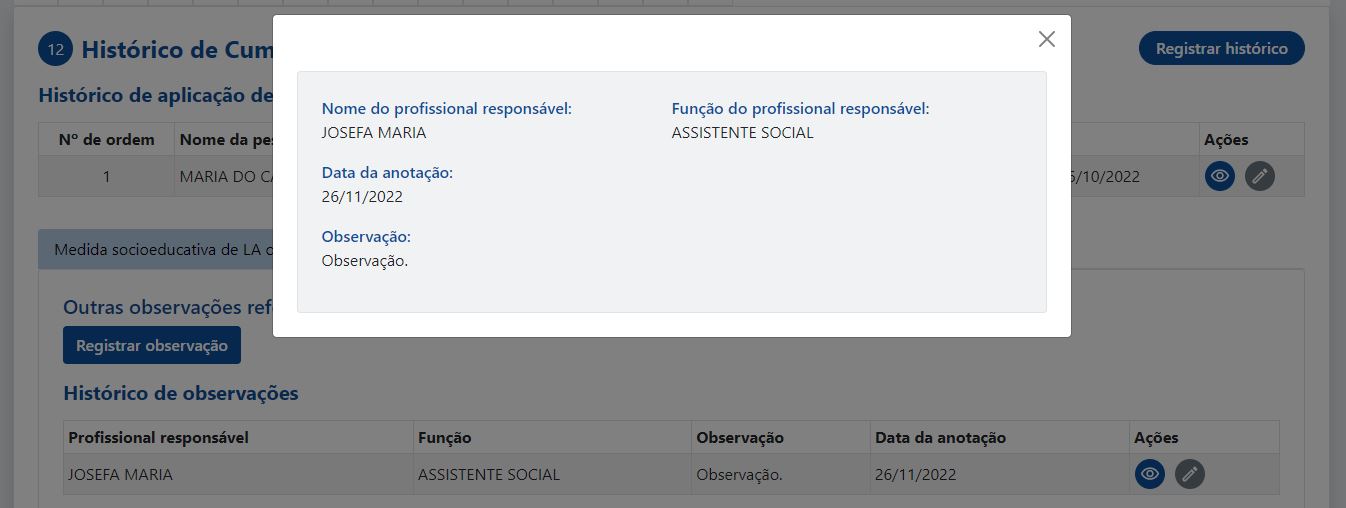 12 Histórico de Cum
Registrar histórico
Histórico de aplicação de
Nº de ordem Nome da Ações
1 MARIA DO /10/2022
Medida socioeducativa de LA
Nome do profissional responsável: Função do profissional responsável:
JOSEFA MARIA ASSISTENTE SOCIAL
Data da anotação:
26/11/2022
Observação:
Observação.
Outras observações
Registrar observação
Histórico de observações
Profissional responsável Função Observação Data da anotação Ações
JOSEFA MARIA ASSISTENTE SOCIAL Observação. 26/11/2022